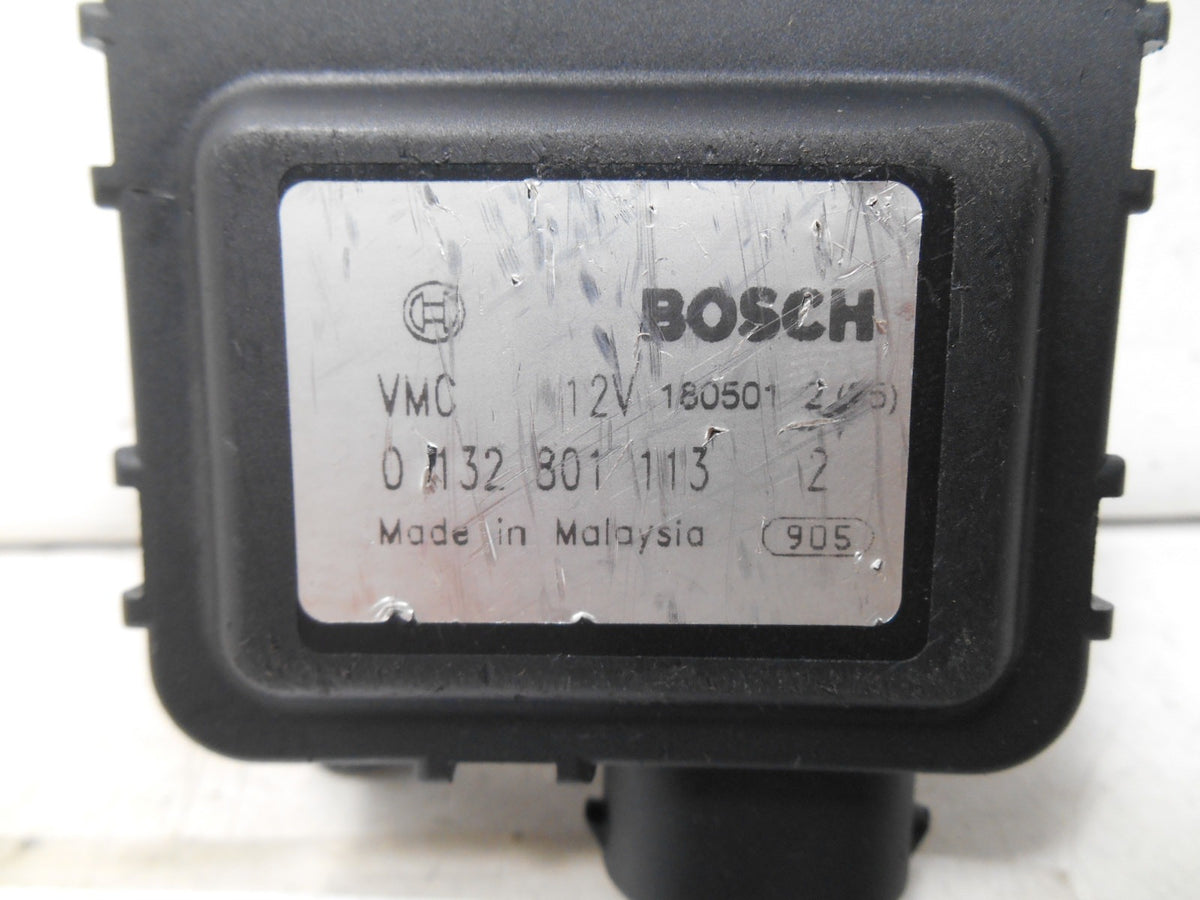 BOSCH
VMC 12V 180501
0 132 801 113 2
Made in Malaysia 905